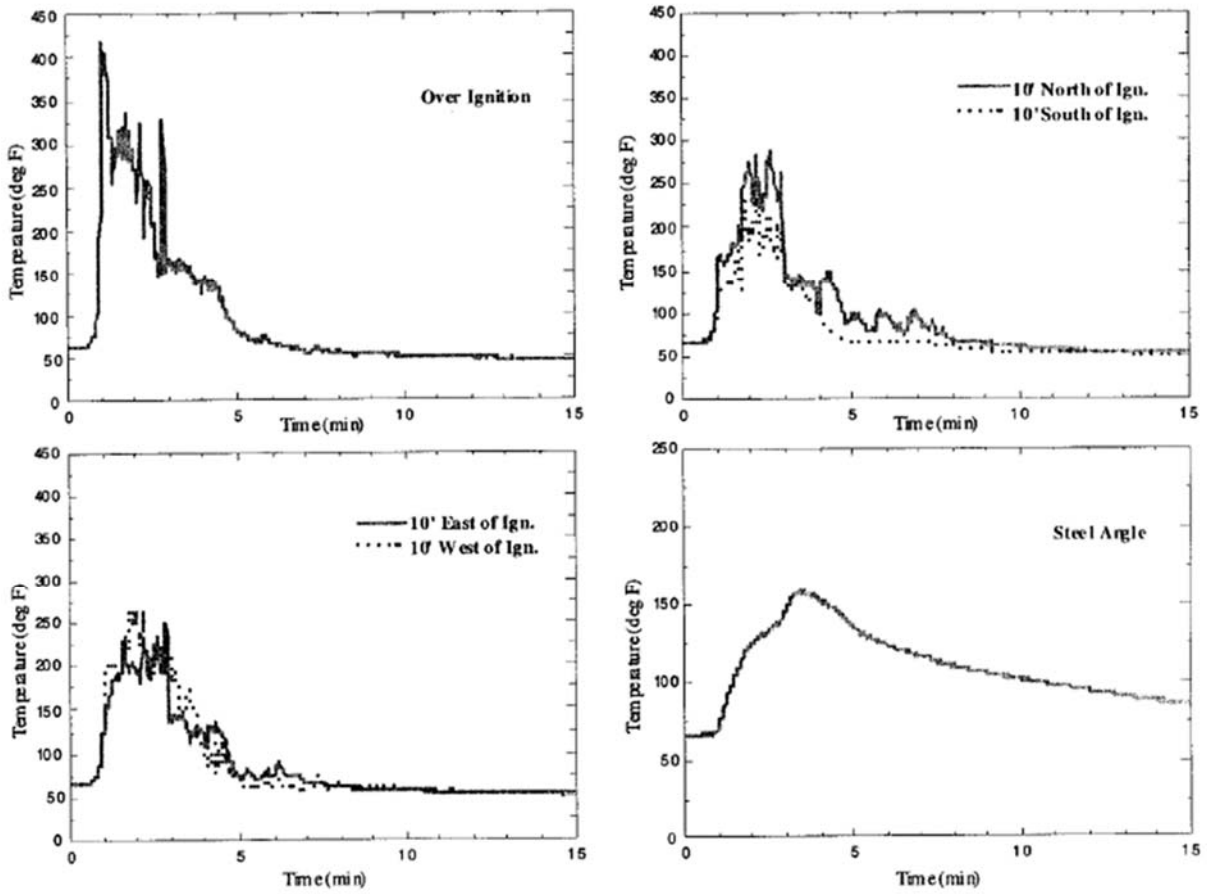 450
400
350
300
250
200
150
100
50
0
Temperature (deg F)
Over Ignition
0 5 10 15
Time (min)
450
400
350
300
250
200
150
100
50
0
Temperature (deg F)
10' North of Ign.
10' South of Ign.
0 5 10 15
Time (min)
450
400
350
300
250
200
150
100
50
0
Temperature (deg F)
10' East of Ign.
10' West of Ign.
0 5 10 15
Time (min)
250
200
150
100
50
0
Temperature (deg F)
Steel Angle
0 5 10 15
Time (min)